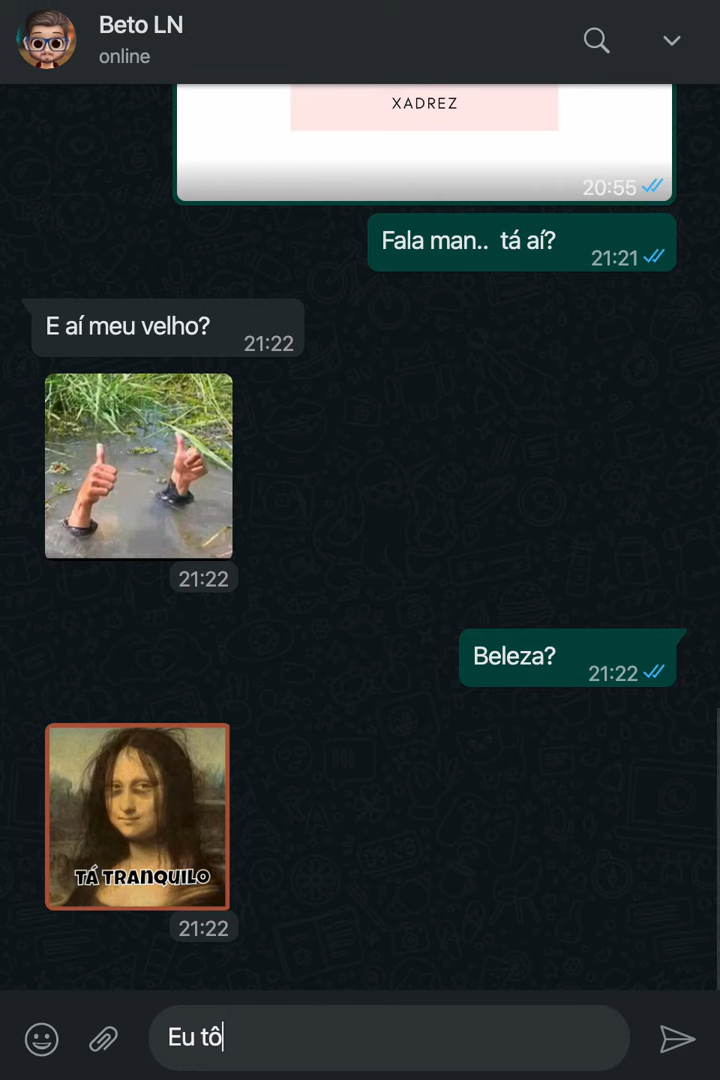 Beto LN
online
XADREZ
20:55
Fala man..  tá aí?
21:21
E aí meu velho?
21:22
21:22
Beleza?
21:22
TÁ TRANQUILO
21:22
Eu tô